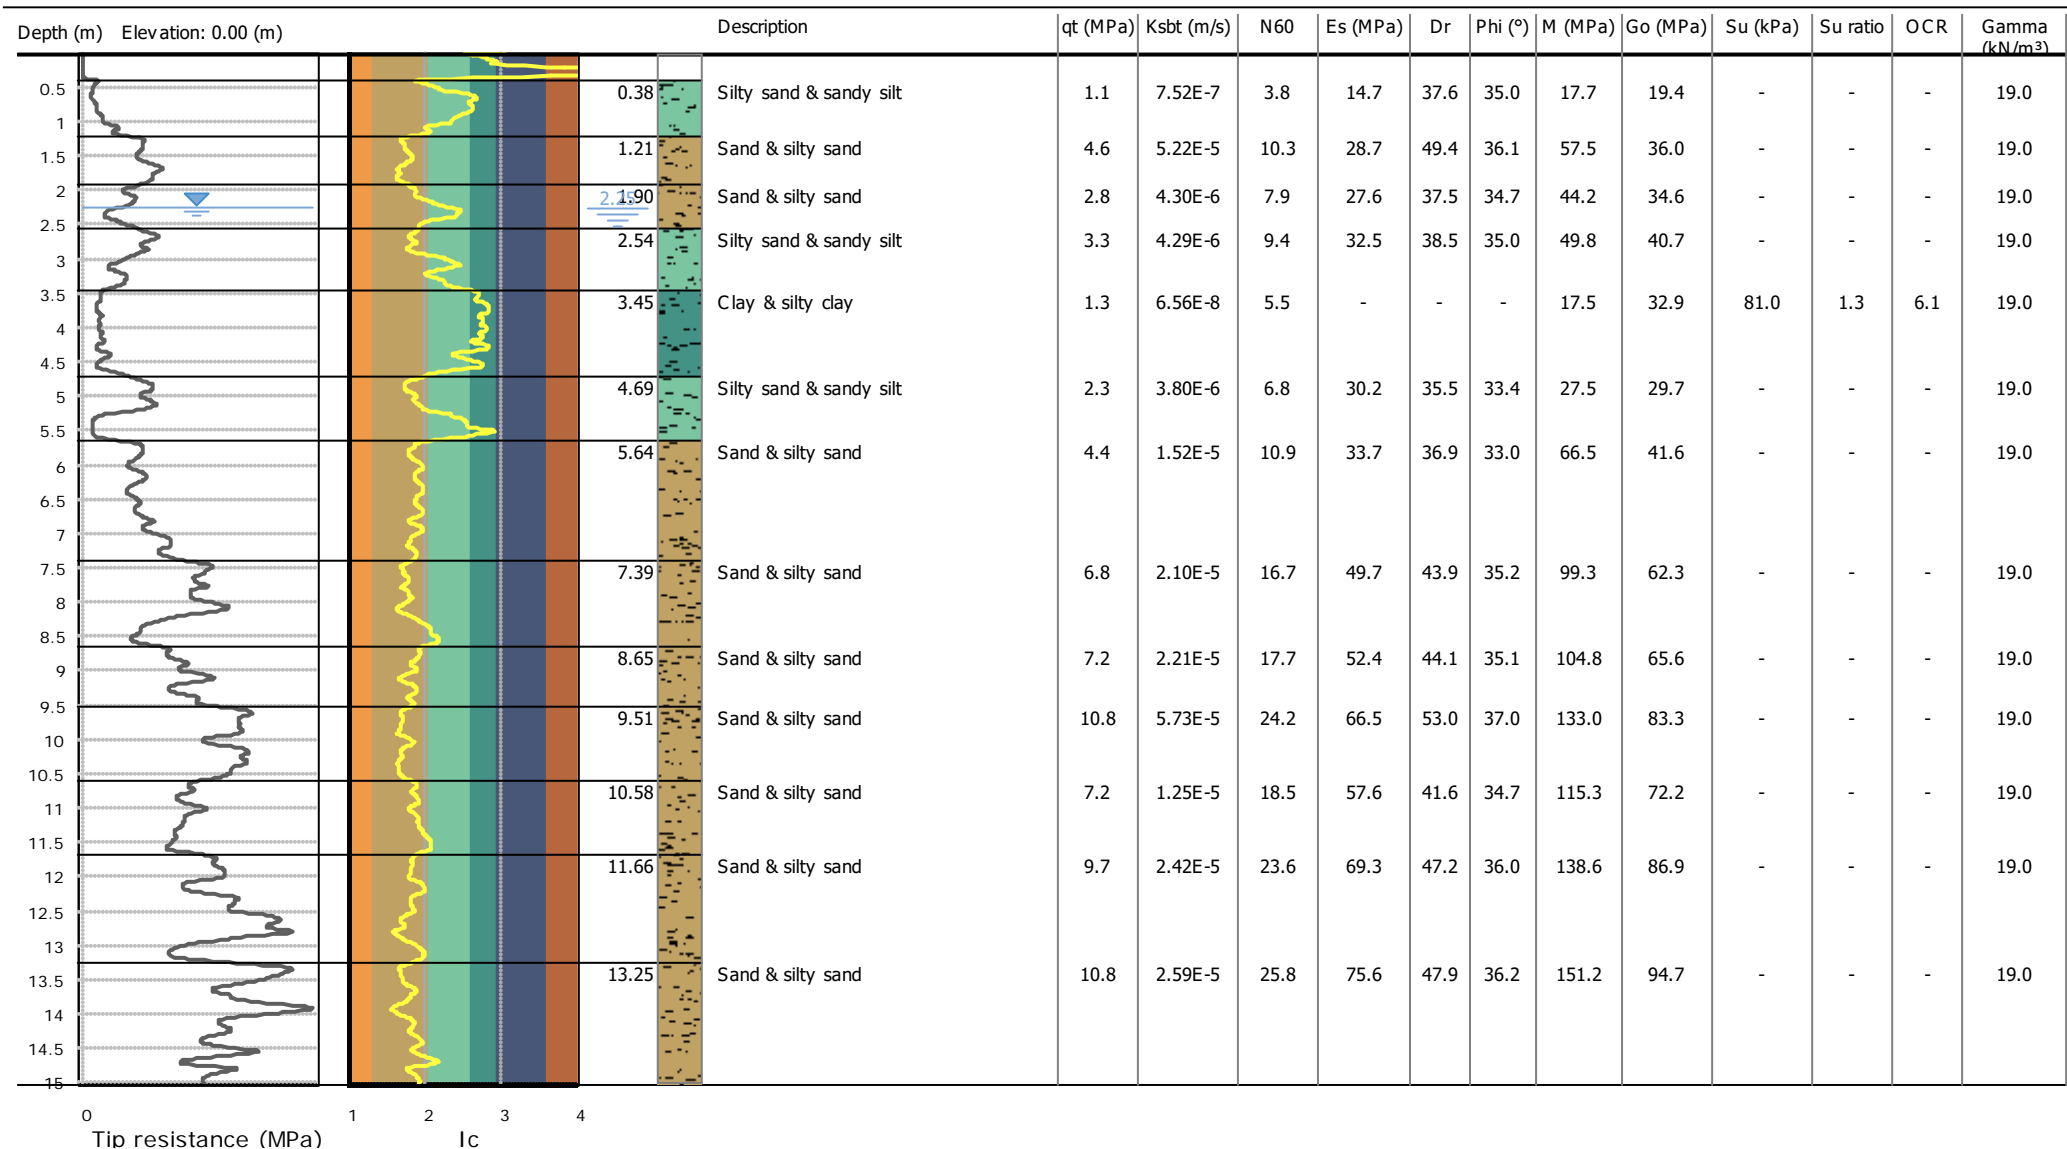 Depth (m) Elevation: 0.00 (m) Description qt (MPa) Ksbt (m/s) N60 Es (MPa) Dr Phi (º) M (MPa) Go (MPa) Su (kPa) Su ratio OCR Gamma (kN/m³)
0.5 0.38 Silty sand & sandy silt 1.1 7.52E-7 3.8 14.7 37.6 35.0 17.7 19.4 - - - 19.0
1
1.5 1.21 Sand & silty sand 4.6 5.22E-5 10.3 28.7 49.4 36.1 57.5 36.0 - - - 19.0
2 2.25 1.90 Sand & silty sand 2.8 4.30E-6 7.9 27.6 37.5 34.7 44.2 34.6 - - - 19.0
2.5 2.54 Silty sand & sandy silt 3.3 4.29E-6 9.4 32.5 38.5 35.0 49.8 40.7 - - - 19.0
3
3.5 3.45 Clay & silty clay 1.3 6.56E-8 5.5 - - - 17.5 32.9 81.0 1.3 6.1 19.0
4
4.5 4.69 Silty sand & sandy silt 2.3 3.80E-6 6.8 30.2 35.5 33.4 27.5 29.7 - - - 19.0
5
5.5 5.64 Sand & silty sand 4.4 1.52E-5 10.9 33.7 36.9 33.0 66.5 41.6 - - - 19.0
6
6.5
7
7.5 7.39 Sand & silty sand 6.8 2.10E-5 16.7 49.7 43.9 35.2 99.3 62.3 - - - 19.0
8
8.5 8.65 Sand & silty sand 7.2 2.21E-5 17.7 52.4 44.1 35.1 104.8 65.6 - - - 19.0
9
9.5 9.51 Sand & silty sand 10.8 5.73E-5 24.2 66.5 53.0 37.0 133.0 83.3 - - - 19.0
10
10.5 10.58 Sand & silty sand 7.2 1.25E-5 18.5 57.6 41.6 34.7 115.3 72.2 - - - 19.0
11
11.5
12 11.66 Sand & silty sand 9.7 2.42E-5 23.6 69.3 47.2 36.0 138.6 86.9 - - - 19.0
12.5
13
13.5 13.25 Sand & silty sand 10.8 2.59E-5 25.8 75.6 47.9 36.2 151.2 94.7 - - - 19.0
14
14.5
15
0 1 2 3 4
Tip resistance (MPa) Ic